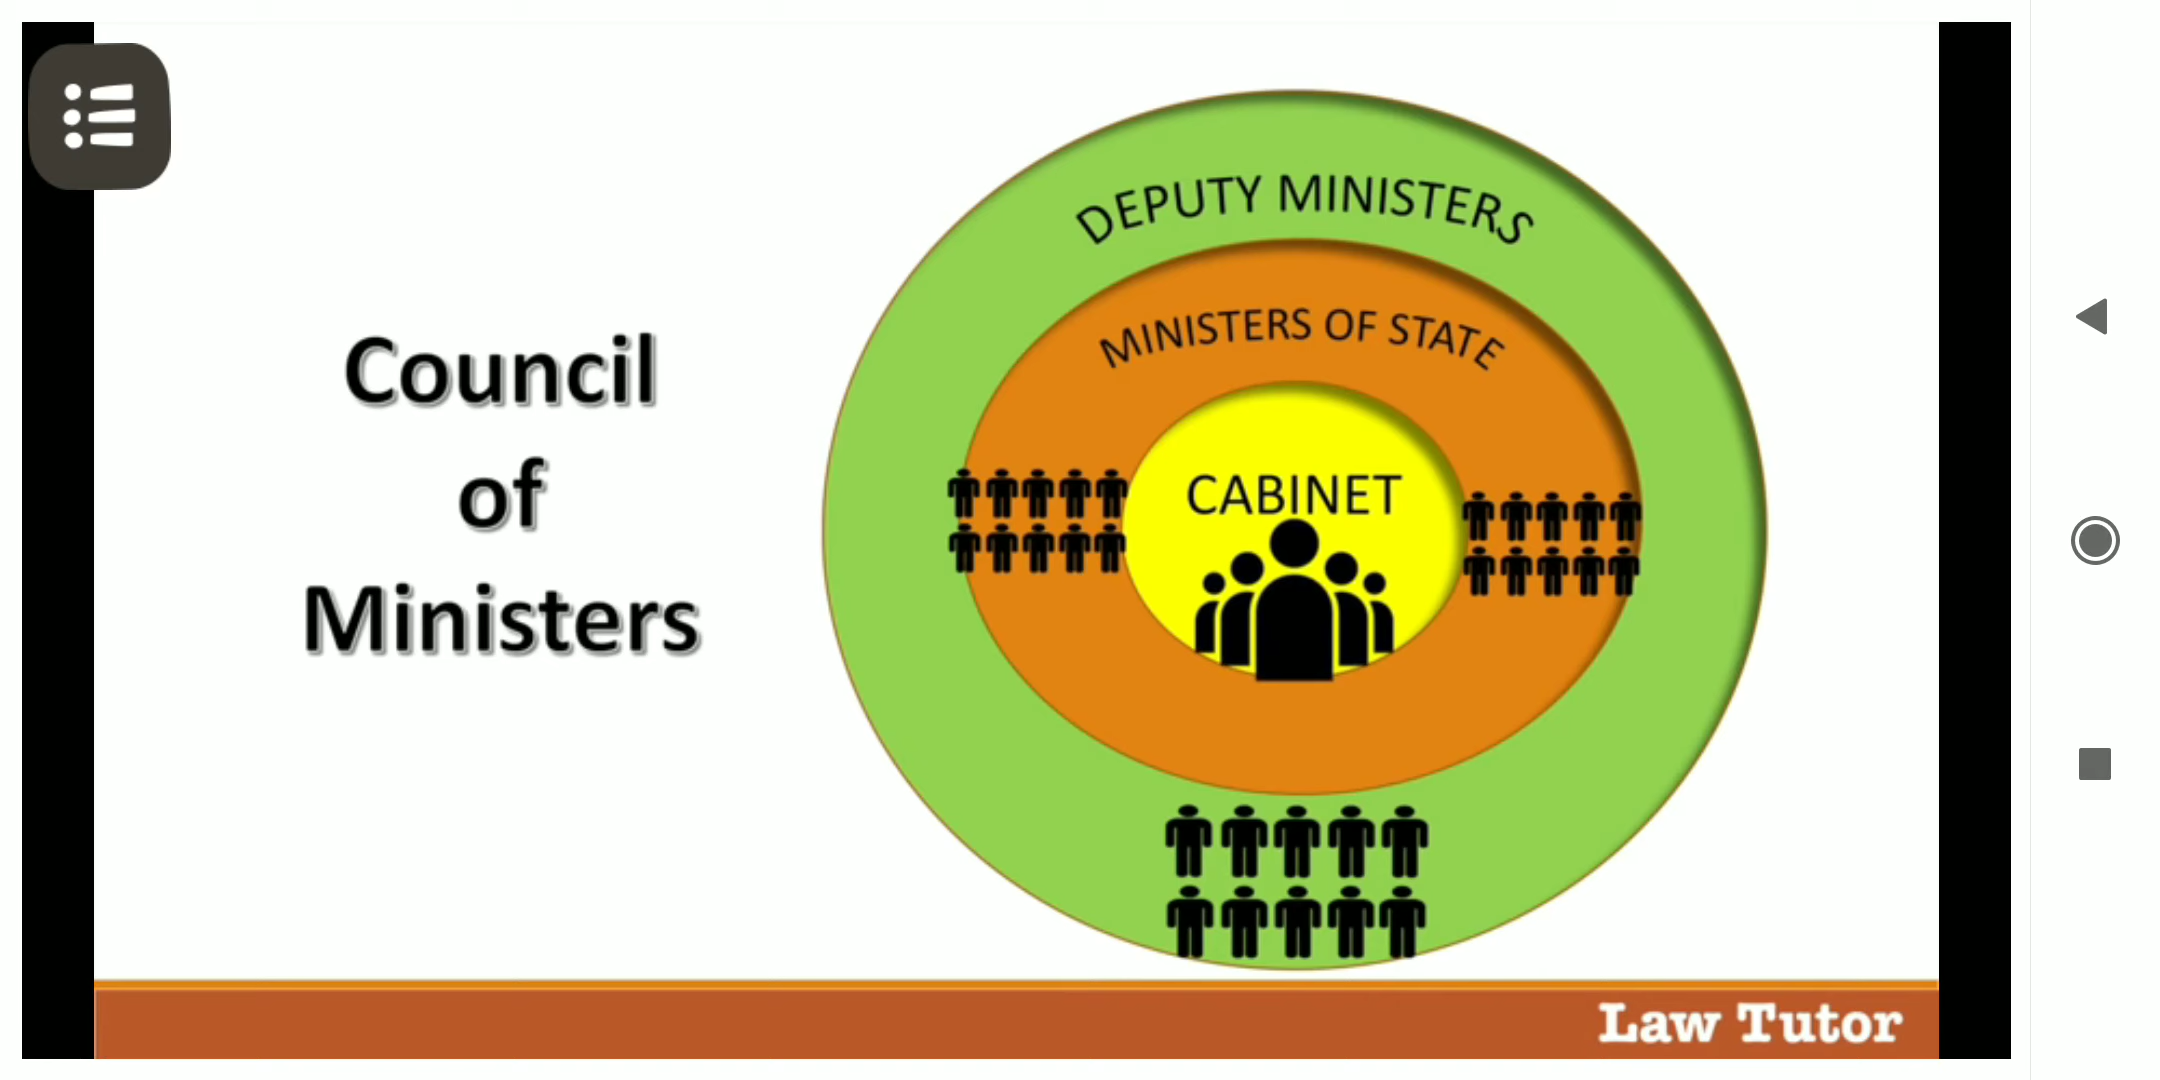 Council
of
Ministers
DEPUTY MINISTERS
MINISTERS OF STATE
CABINET
Law Tutor